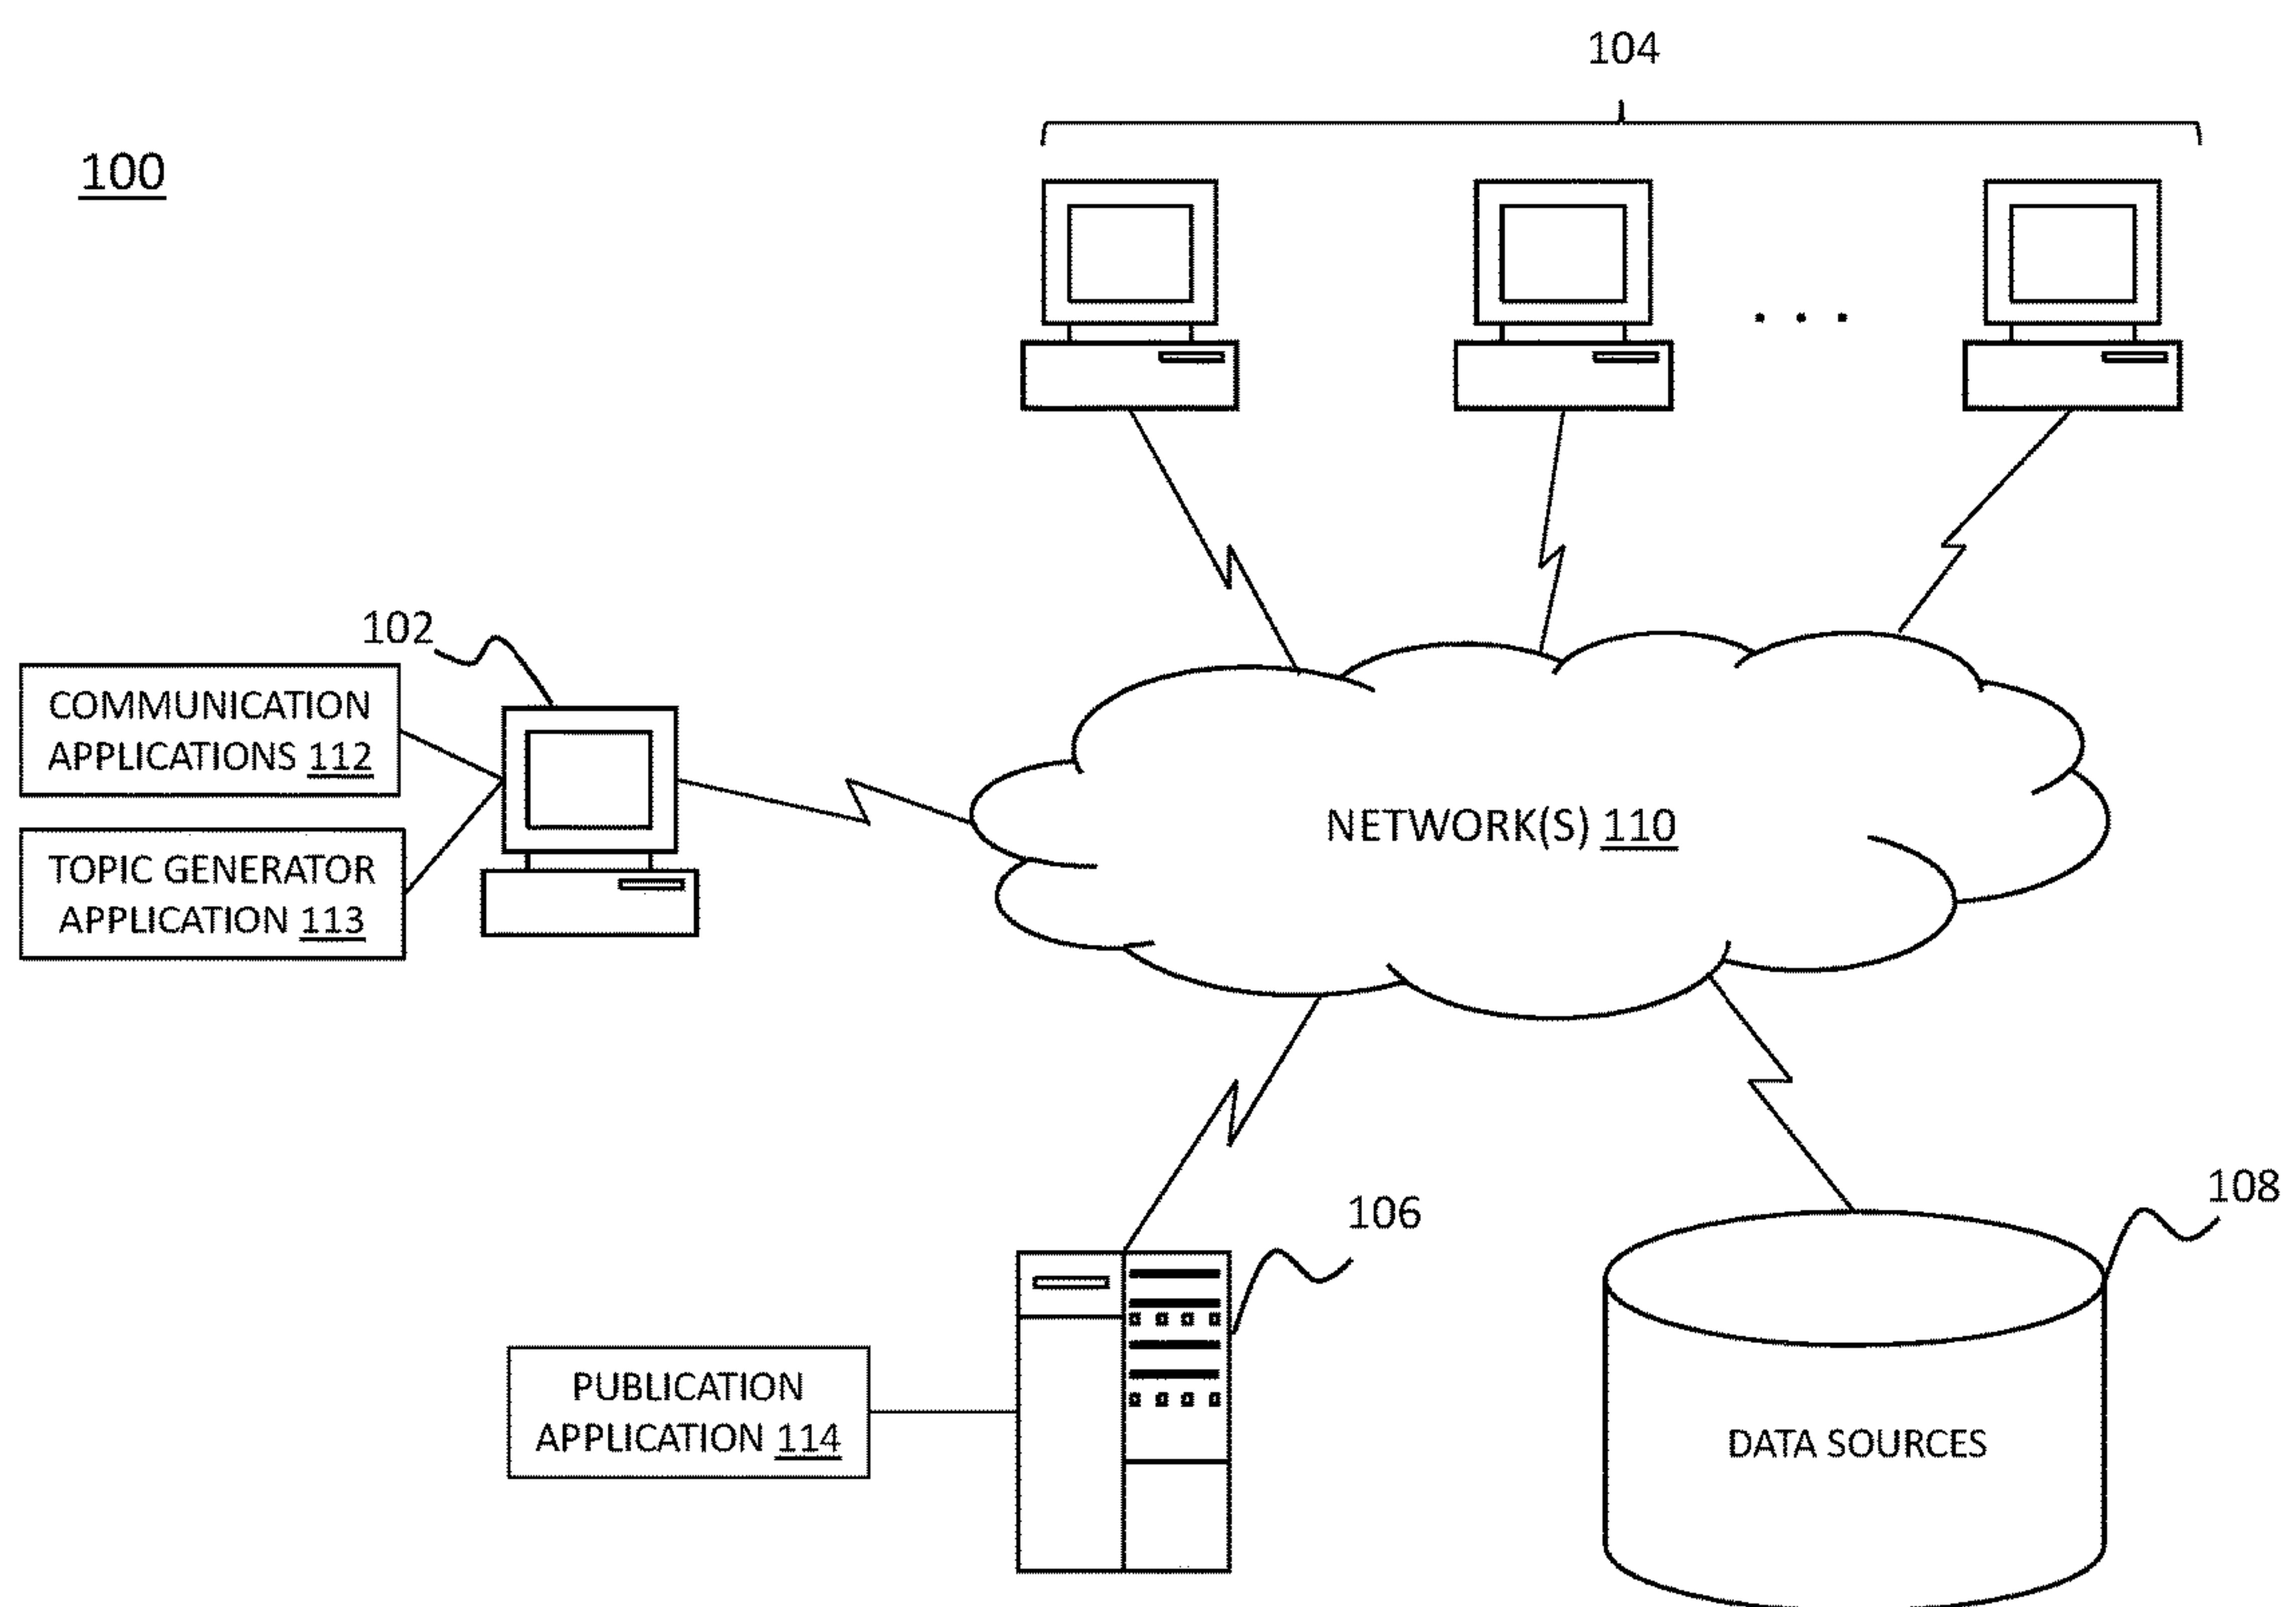 104
100
102
COMMUNICATION
APPLICATIONS 112
TOPIC GENERATOR
APPLICATION 113
NETWORK(S) 110
106
108
PUBLICATION
APPLICATION 114
DATA SOURCES